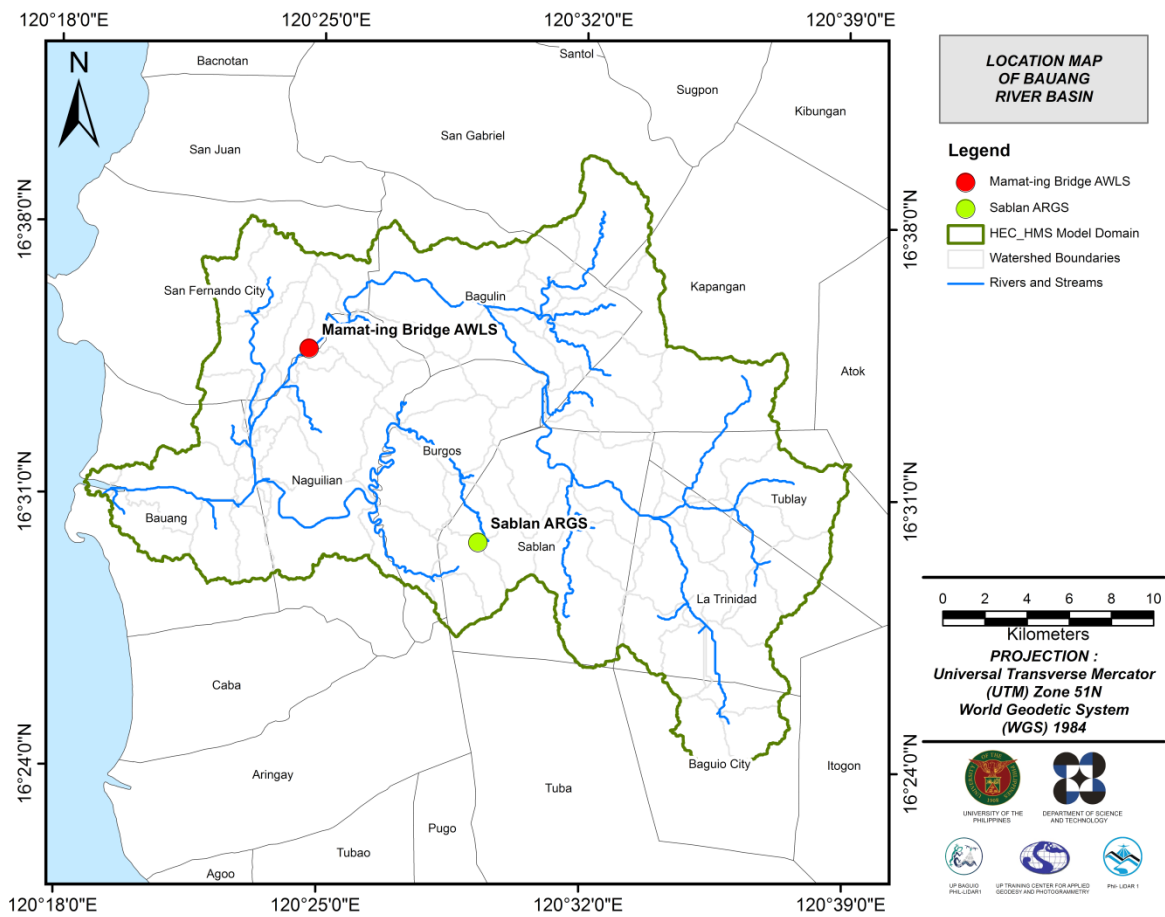 120°18'0"E
120°25'0"E
120°32'0"E
120°39'0"E
N
Bacnotan
Santol
Sugpon
Kibungan
San Juan
San Gabriel
16°38'0"N
16°38'0"N
San Fernando City
Bagulin
Kapangan
Mamat-ing Bridge AWLS
Atok
Burgos
Naguilian
16°31'0"N
16°31'0"N
Tublay
Bauang
Sablan ARGS
Sablan
La Trinidad
Caba
16°24'0"N
16°24'0"N
Aringay
Baguio City
Itogon
Tuba
Pugo
Tubao
Agoo
120°18'0"E
120°25'0"E
120°32'0"E
120°39'0"E
LOCATION MAP
OF BAUANG
RIVER BASIN
Legend
Mamat-ing Bridge AWLS
Sablan ARGS
HEC_HMS Model Domain
Watershed Boundaries
Rivers and Streams
0 2 4 6 8 10
Kilometers
PROJECTION :
Universal Transverse Mercator
(UTM) Zone 51N
World Geodetic System
(WGS) 1984
UNIVERSITY OF THE
PHILIPPINES
DEPARTMENT OF SCIENCE
AND TECHNOLOGY
UP BAGUIO
PHIL-LIDAR1
UP TRAINING CENTER FOR APPLIED
GEODESY AND PHOTOGRAMMETRY
Phil- LIDAR 1